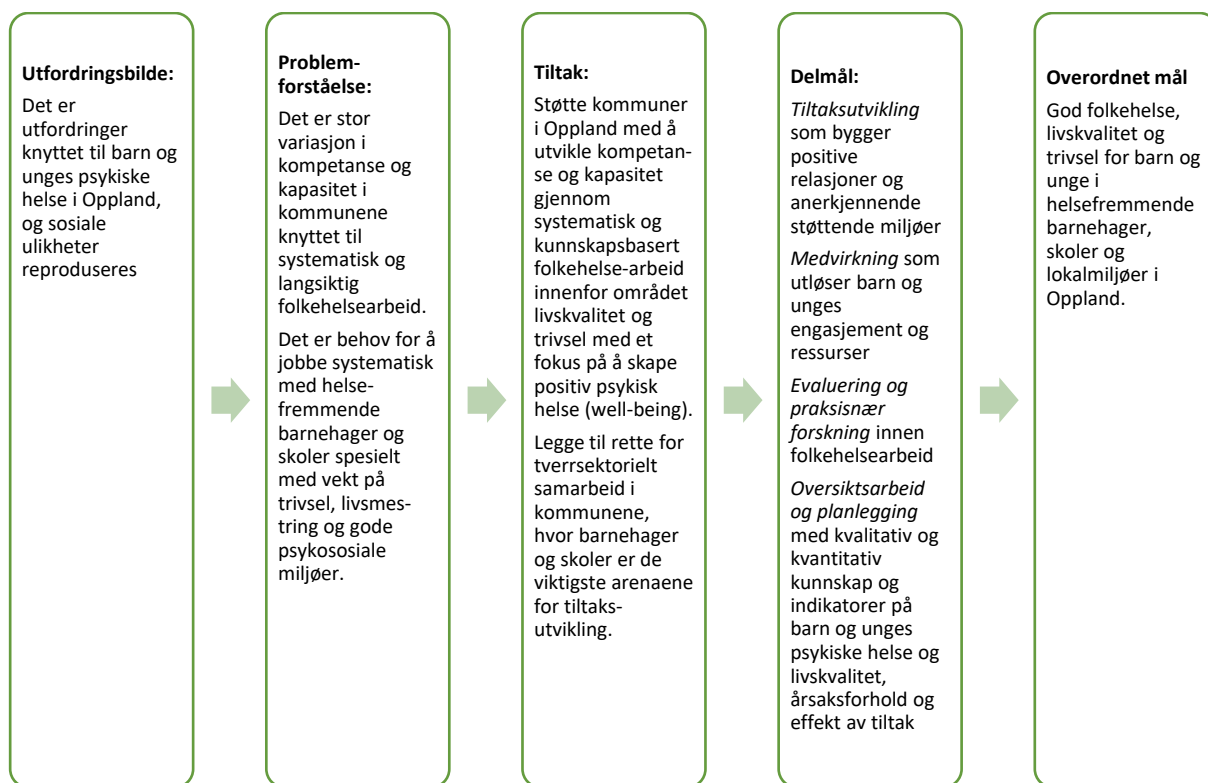 Utfordringsbilde:
Det er
utfordringer
knyttet til barn og
unges psykiske
helse i Oppland,
og sosiale
ulikheter
reproduseres
Problem-
forståelse:
Det er stor
variasjon i
kompetanse og
kapasitet i
kommunene
knyttet til
systematisk og
langsiktig
folkehelsearbeid.
Det er behov for å
jobbe systematisk
med helse-
fremmende
barnehager og
skoler spesielt
med vekt på
trivsel, livsmes-
tring og gode
psykososiale
miljøer.
Tiltak:
Støtte kommuner
i Oppland med å
utvikle kompetan-
se og kapasitet
gjennom
systematisk og
kunnskapsbasert
folkehelse-arbeid
innenfor området
livskvalitet og
trivsel med et
fokus på å skape
positiv psykisk
helse (well-being).
Legge til rette for
tverrsektorielt
samarbeid i
kommunene,
hvor barnehager
og skoler er de
viktigste arenaene
for tiltaks-
utvikling.
Delmål:
Tiltaksutvikling
som bygger
positive
relasjoner og
anerkjennende
støttende miljøer
Medvirkning som
utløser barn og
unges
engasjement og
ressurser
Evaluering og
praksisnær
forskning innen
folkehelsearbeid
Oversiktsarbeid
og planlegging
med kvalitativ og
kvantitativ
kunnskap og
indikatorer på
barn og unges
psykiske helse og
livskvalitet,
årsaksforhold og
effekt av tiltak
Overordnet mål
God folkehelse,
livskvalitet og
trivsel for barn og
unge i
helsefremmende
barnehager,
skoler og
lokalmiljøer i
Oppland.